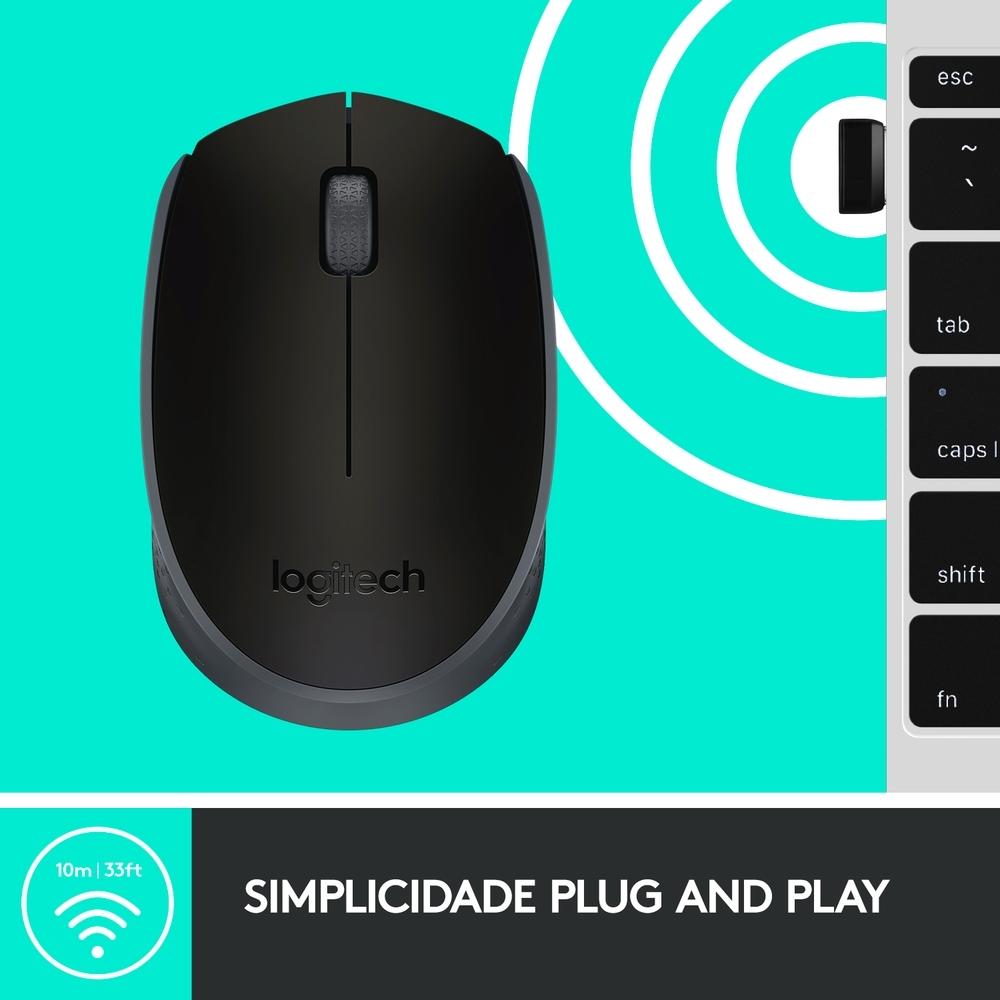 esc
~
`
tab
caps l
shift
fn
logitech
10m | 33ft
SIMPLICIDADE PLUG AND PLAY